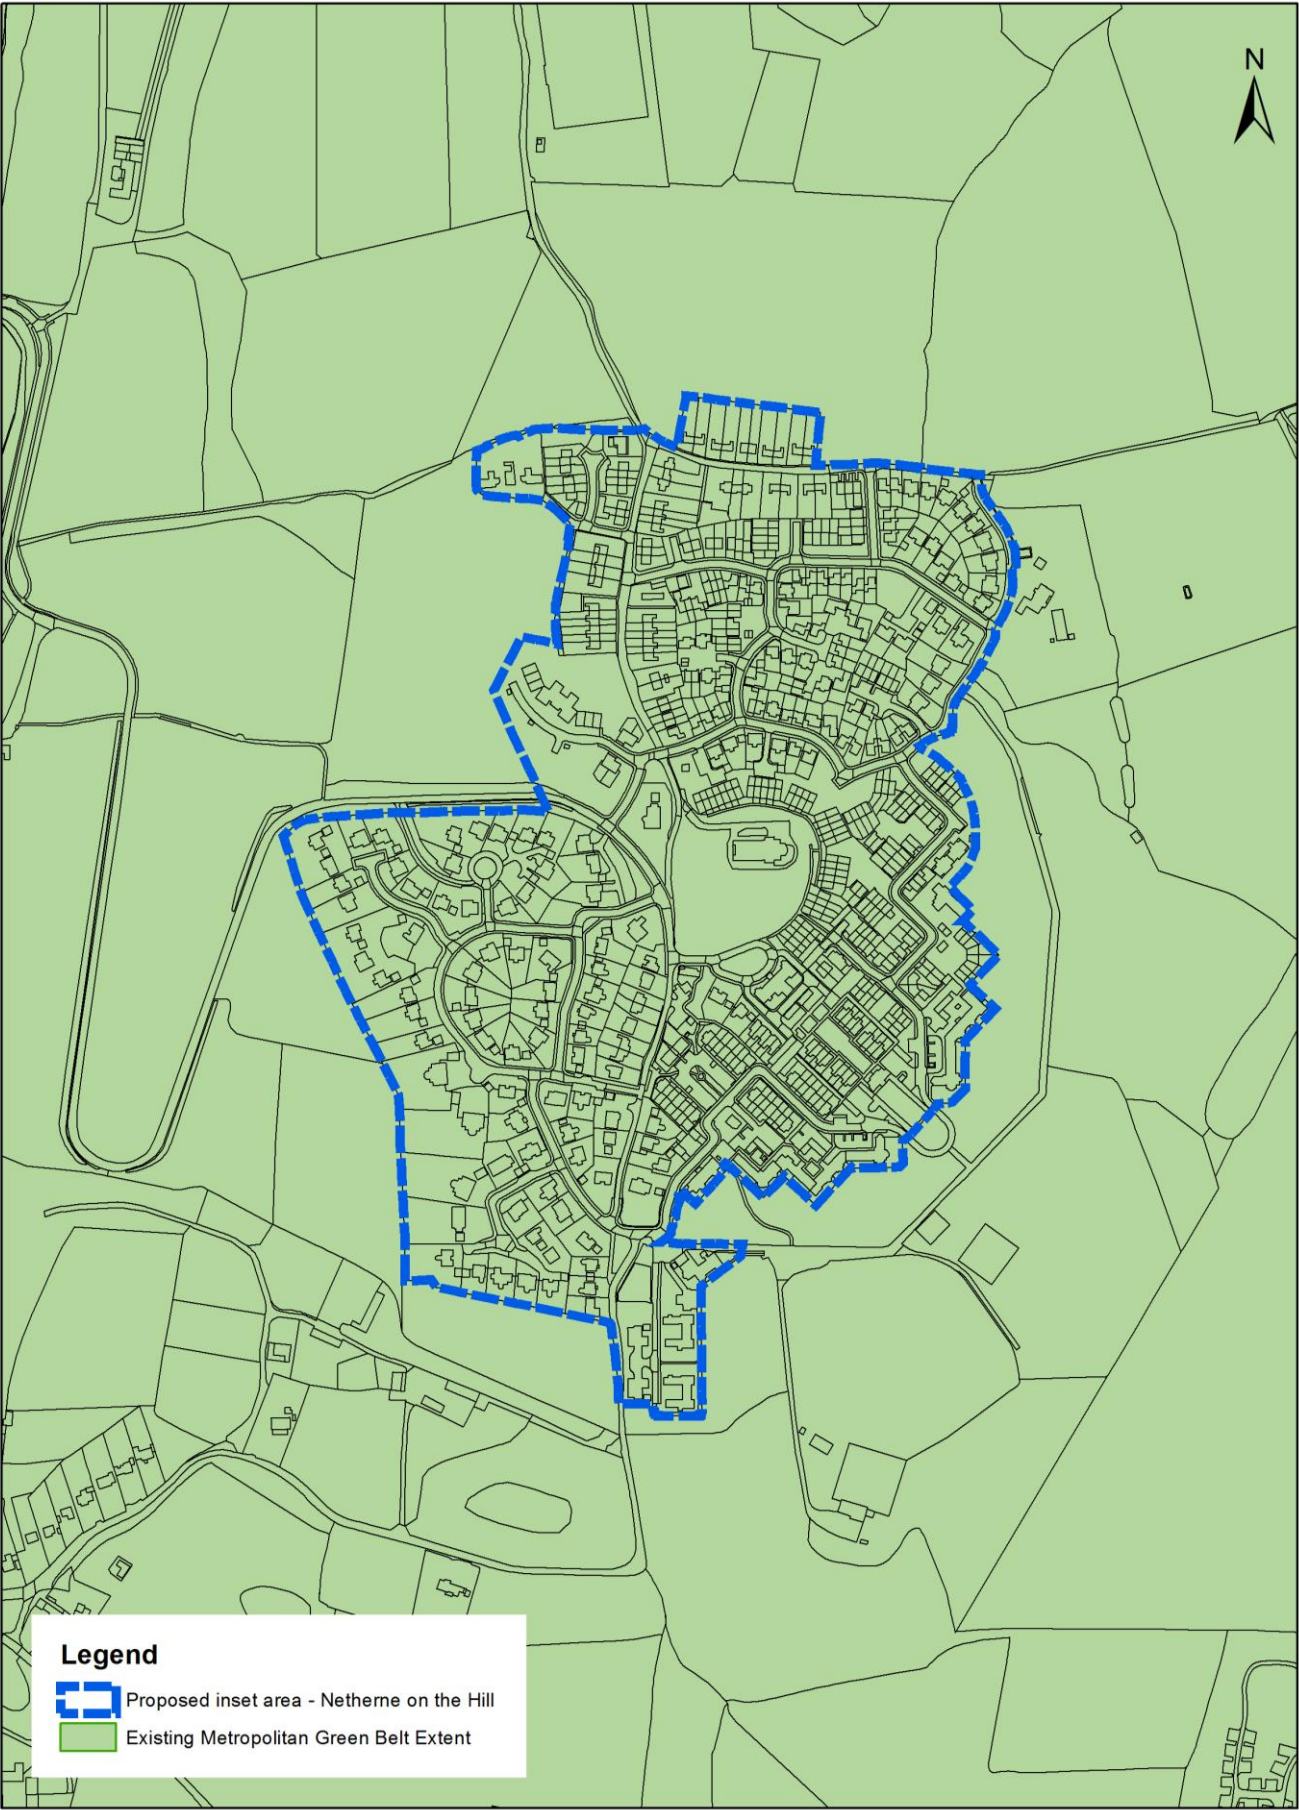 N
Legend
Proposed inset area - Netherne on the Hill
Existing Metropolitan Green Belt Extent